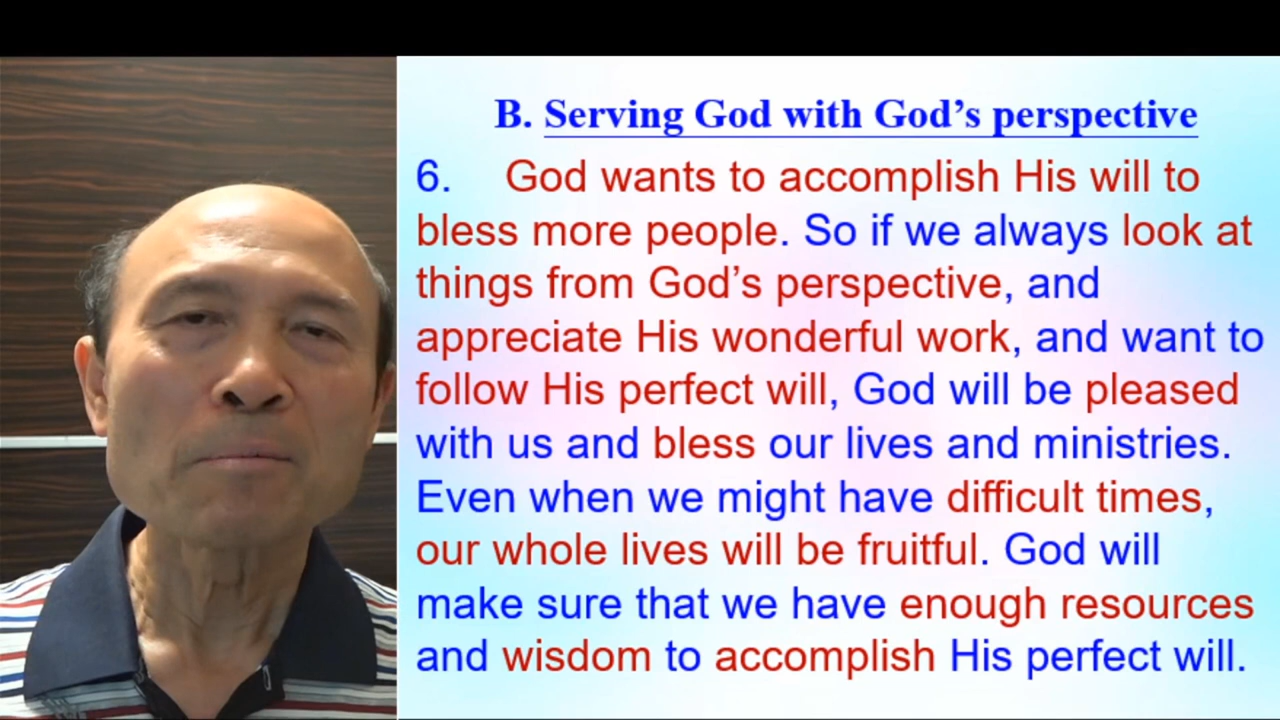 B. Serving God with God’s perspective
6. God wants to accomplish His will to
bless more people. So if we always look at
things from God’s perspective, and
appreciate His wonderful work, and want to
follow His perfect will, God will be pleased
with us and bless our lives and ministries.
Even when we might have difficult times,
our whole lives will be fruitful. God will
make sure that we have enough resources
and wisdom to accomplish His perfect will.